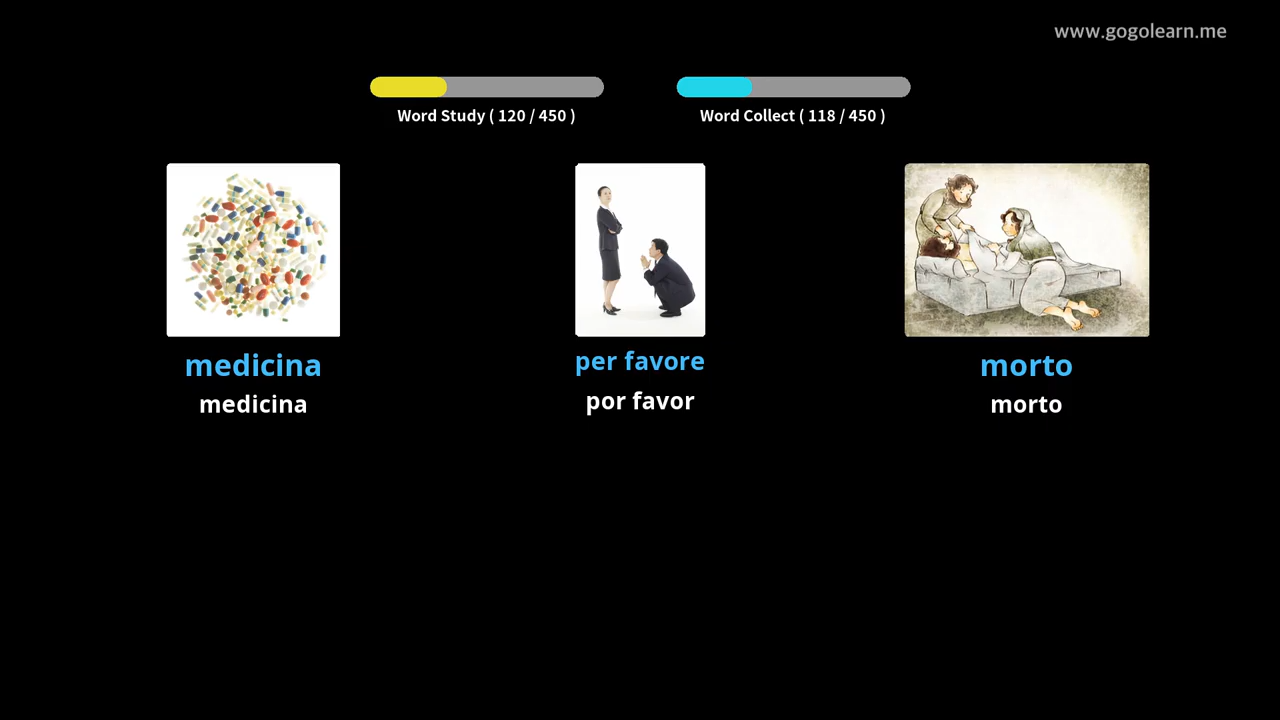 www.gogolearn.me
Word Study ( 120 / 450 )
Word Collect ( 118 / 450 )
medicina
medicina
per favore
por favor
morto
morto